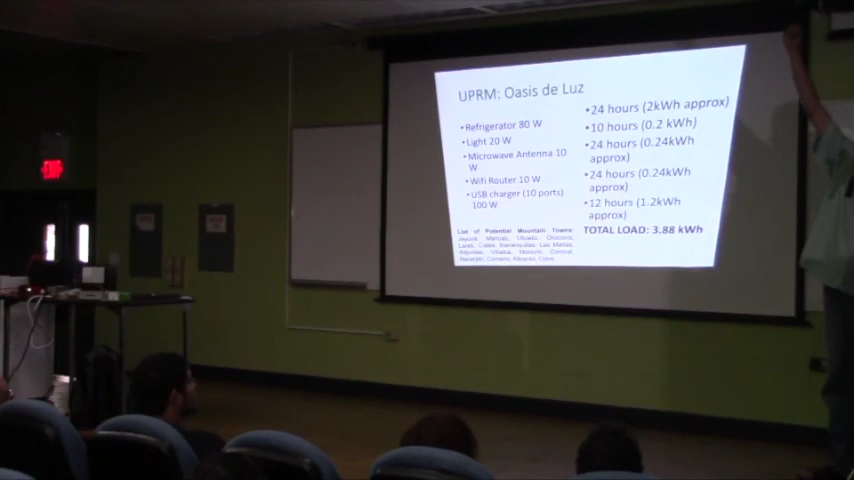 UPRM: Oasis de Luz
•Refrigerator 80 W
•Light 20 W
•Microwave Antenna 10
W
•Wifi Router 10 W
•USB charger (10 ports)
100 W
List of Potential Mountain Towns:
•24 hours (2kWh approx)
•10 hours (0.2 kWh)
•24 hours (0.24kWh
approx)
•24 hours (0.24kWh
approx)
•12 hours (1.2kWh
approx)
TOTAL LOAD: 3.88 kWh
EXIT